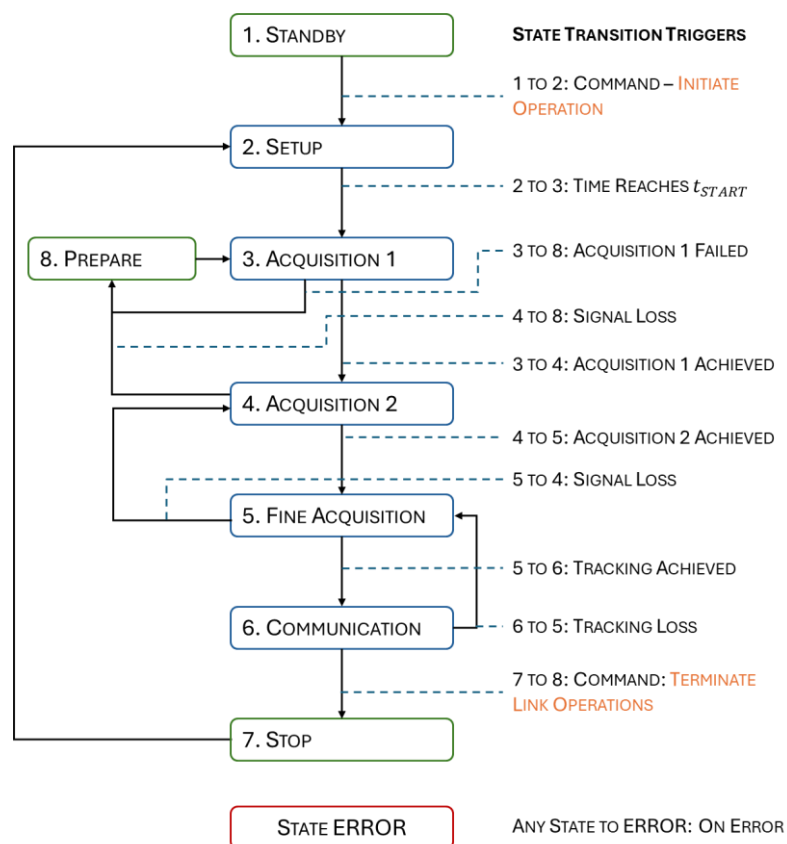 1. STANDBY
STATE TRANSITION TRIGGERS
1 TO 2: COMMAND – INITIATE
OPERATION
2. SETUP
2 TO 3: TIME REACHES t_START
8. PREPARE
3. ACQUISITION 1
3 TO 8: ACQUISITION 1 FAILED
4 TO 8: SIGNAL LOSS
3 TO 4: ACQUISITION 1 ACHIEVED
4. ACQUISITION 2
4 TO 5: ACQUISITION 2 ACHIEVED
5 TO 4: SIGNAL LOSS
5. FINE ACQUISITION
5 TO 6: TRACKING ACHIEVED
6. COMMUNICATION
6 TO 5: TRACKING LOSS
7 TO 8: COMMAND: TERMINATE
LINK OPERATIONS
7. STOP
STATE ERROR
ANY STATE TO ERROR: ON ERROR